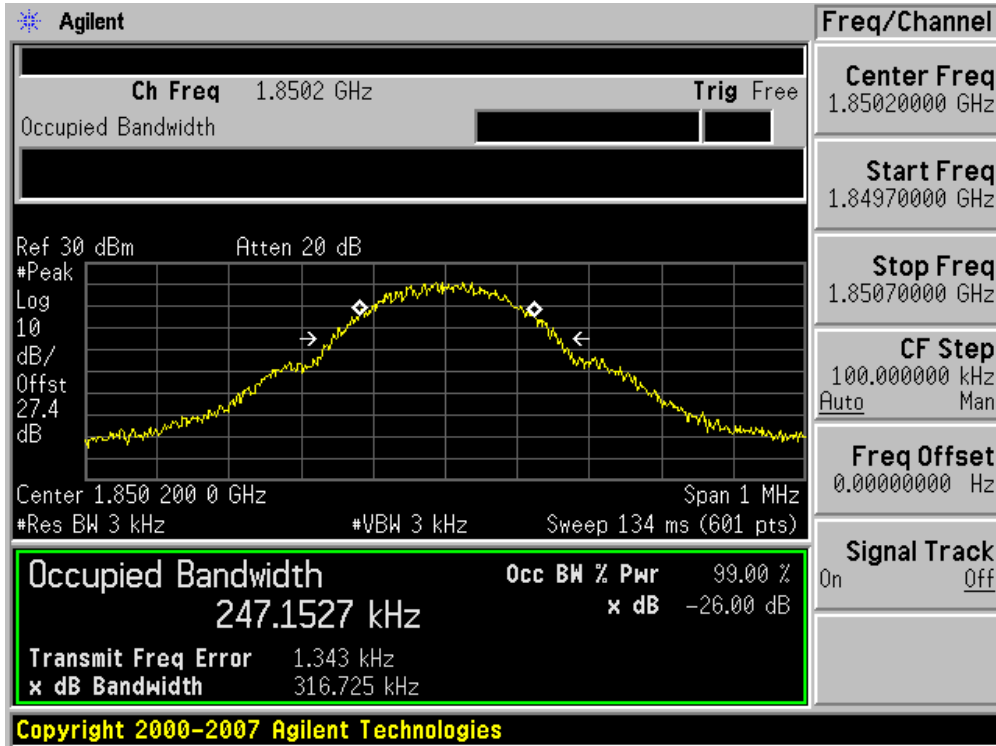 Agilent
Freq/Channel
Ch Freq 1.8502 GHz Trig Free
Occupied Bandwidth
Center Freq
1.85020000 GHz
Start Freq
1.84970000 GHz
Stop Freq
1.85070000 GHz
CF Step
100.000000 kHz
Auto Man
Freq Offset
0.00000000 Hz
Signal Track
On Off
Ref 30 dBm Atten 20 dB
#Peak
Log
10
dB/
Offst
27.4
dB
Center 1.850 200 0 GHz Span 1 MHz
#Res BW 3 kHz #VBW 3 kHz Sweep 134 ms (601 pts)
Occupied Bandwidth
247.1527 kHz
Occ BW % Pwr 99.00 %
x dB -26.00 dB
Transmit Freq Error 1.343 kHz
x dB Bandwidth 316.725 kHz
Copyright 2000-2007 Agilent Technologies